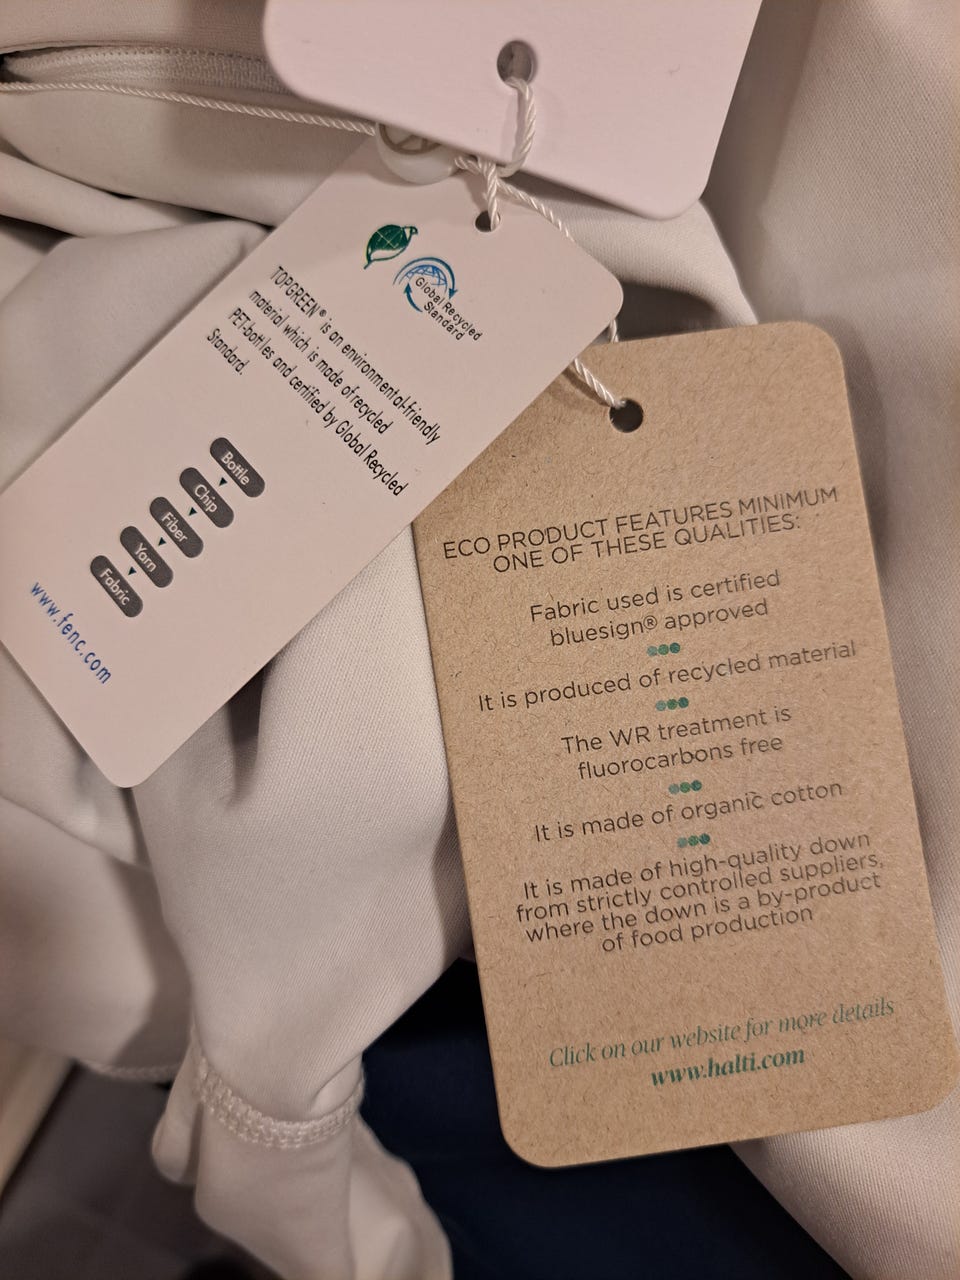 Global Recycled
Standard
TOPGREEN® is an environmental-friendly
material which is made of recycled
PET-bottles and certified by Global Recycled
Standard.
Bottle
Chip
Fiber
Yarn
Fabric
www.fenc.com
ECO PRODUCT FEATURES MINIMUM
ONE OF THESE QUALITIES:
Fabric used is certified
bluesign® approved
It is produced of recycled material
The WR treatment is
fluorocarbons free
It is made of organic cotton
It is made of high-quality down
from strictly controlled suppliers,
where the down is a by-product
of food production
Click on our website for more details
www.halti.com